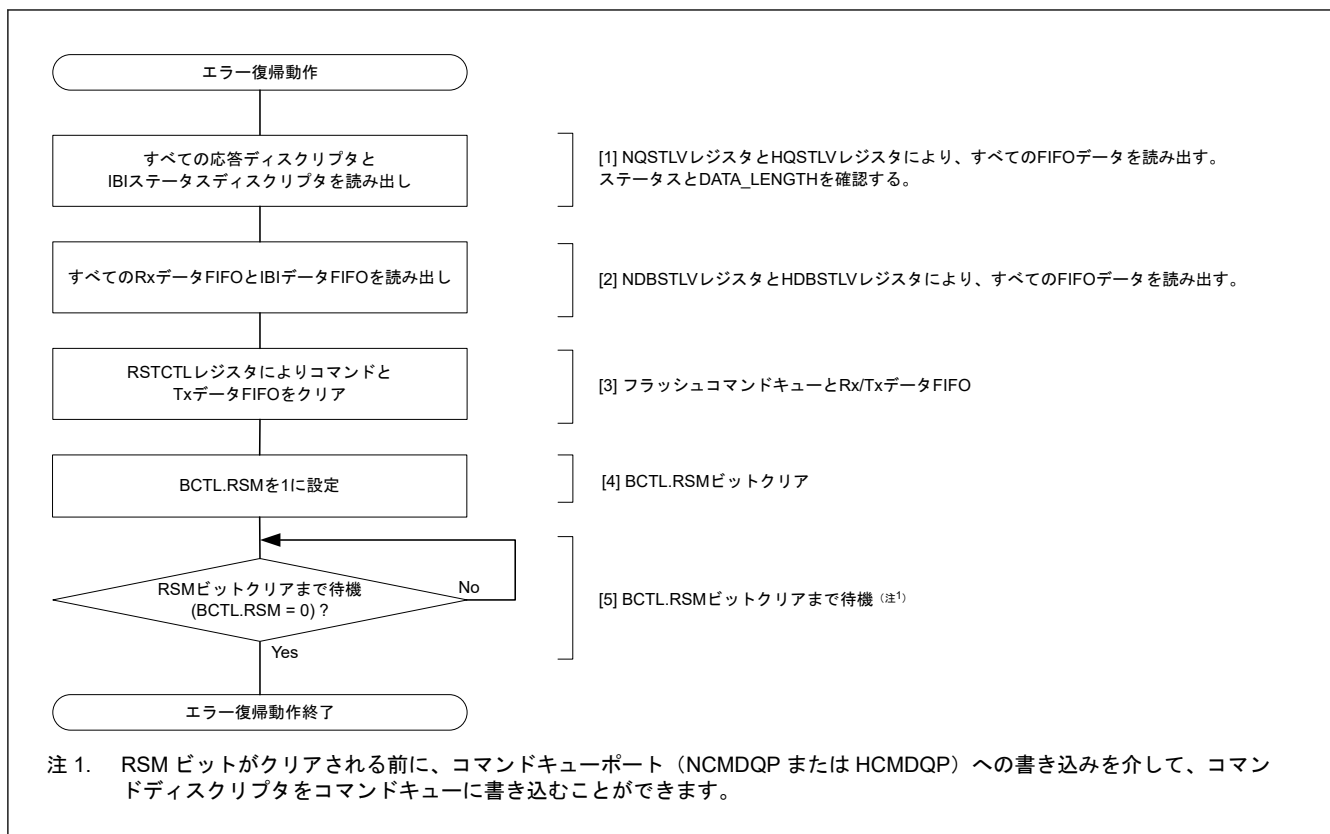 エラー復帰動作
すべての応答ディスクリプタと
IBIステータスディスクリプタを読み出し
[1] NQSTLVレジスタとHQSTLVレジスタにより、すべてのFIFOデータを読み出す。
ステータスとDATA_LENGTHを確認する。
すべてのRxデータFIFOとIBIデータFIFOを読み出し
[2] NDBSTLVレジスタとHDBSTLVレジスタにより、すべてのFIFOデータを読み出す。
RSTCTLレジスタによりコマンドと
TxデータFIFOをクリア
[3] フラッシュコマンドキューとRx/TxデータFIFO
BCTL.RSMを1に設定
[4] BCTL.RSMビットクリア
RSMビットクリアまで待機
(BCTL.RSM = 0) ?
No
[5] BCTL.RSMビットクリアまで待機（注1）
Yes
エラー復帰動作終了
注 1. RSM ビットがクリアされる前に、コマンドキューポート（NCMDQP または HCMDQP）への書き込みを介して、コマン
ドディスクリプタをコマンドキューに書き込むことができます。